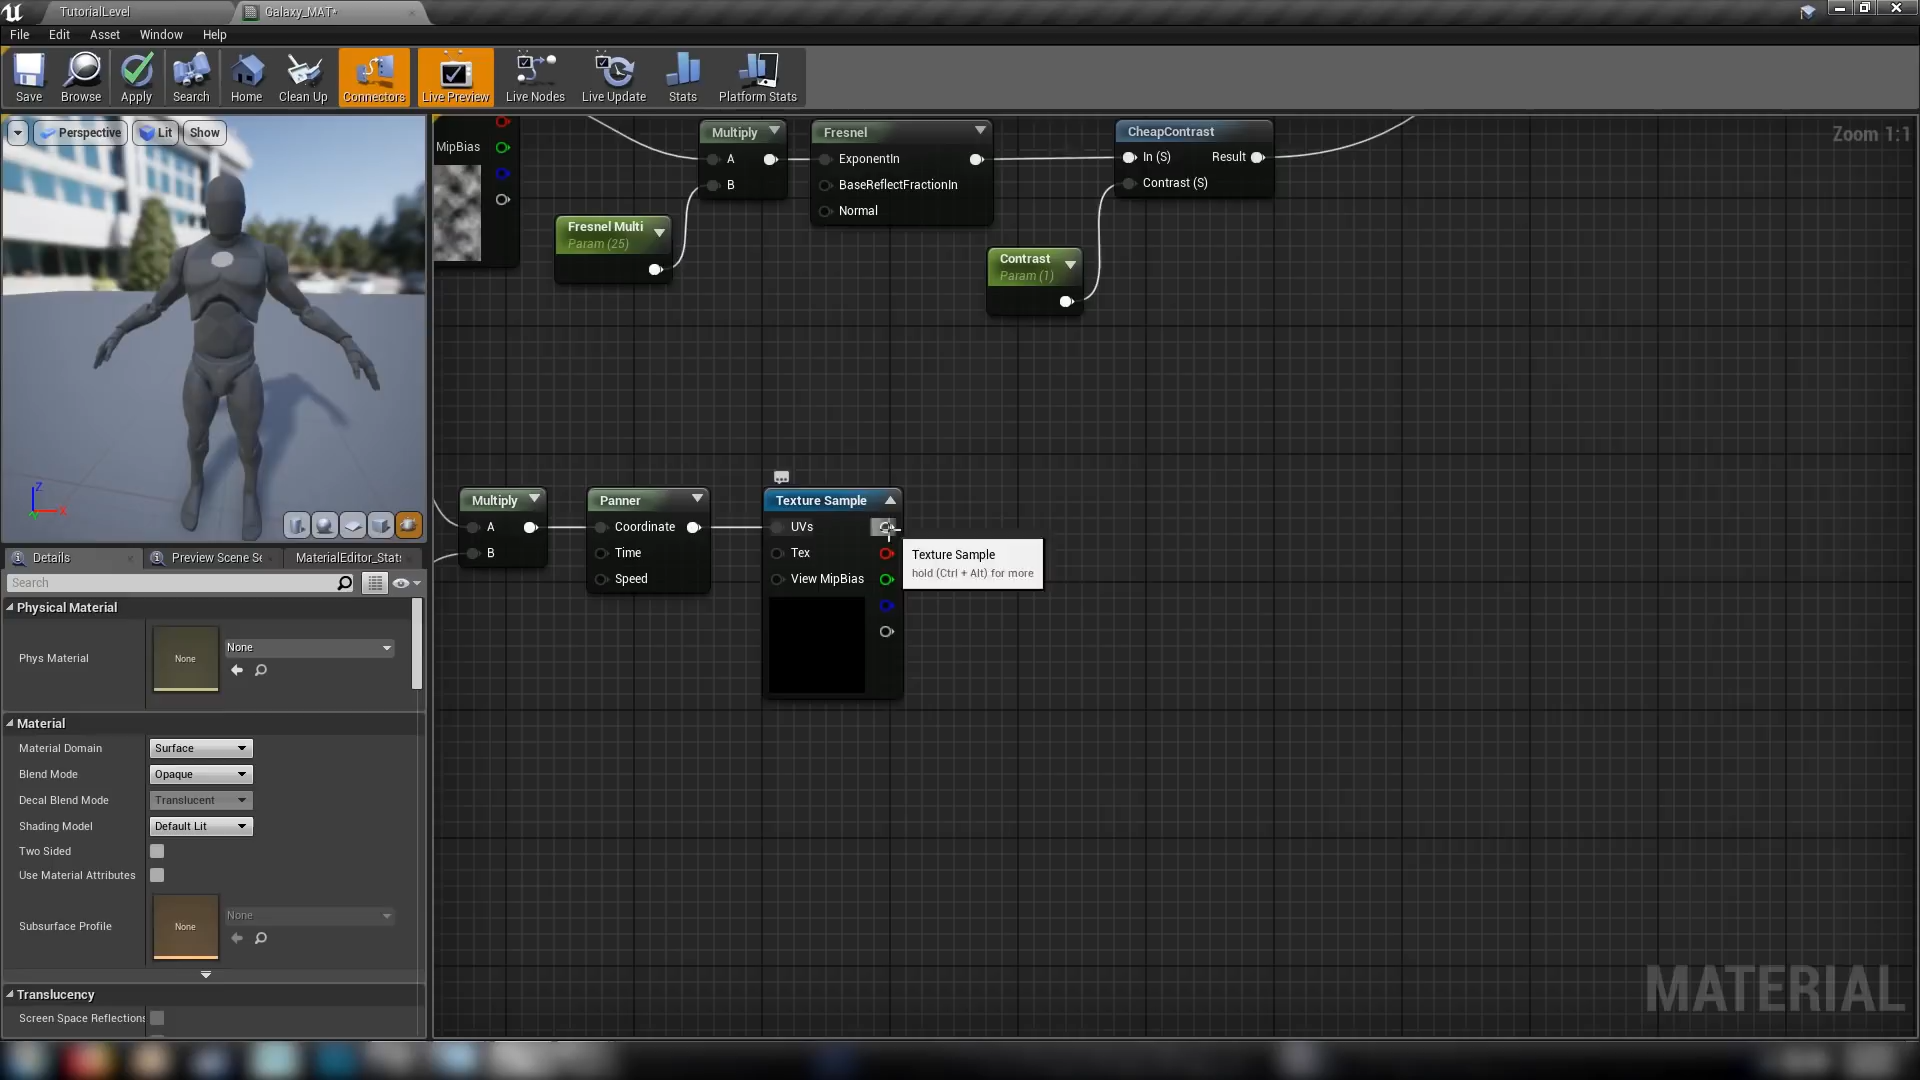 TutorialLevel
Galaxy_MAT*
File Edit Asset Window Help
Save Browse Apply Search Home Clean Up Connectors Live Preview Live Nodes Live Update Stats Platform Stats
Perspective Lit Show
Z
X
Details Preview Scene Se MaterialEditor_Stats
Search
Physical Material
Phys Material
None
None
Material
Material Domain Surface
Blend Mode Opaque
Decal Blend Mode Translucent
Shading Model Default Lit
Two Sided
Use Material Attributes
Subsurface Profile
None
None
Translucency
Screen Space Reflections
Zoom 1:1
MipBias
Multiply
A
B
Fresnel
ExponentIn
BaseReflectFractionIn
Normal
CheapContrast
In (S) Result
Contrast (S)
Fresnel Multi
Param (25)
Contrast
Param (1)
Multiply
A
B
Panner
Coordinate
Time
Speed
Texture Sample
UVs
Tex
View MipBias
Texture Sample
hold (Ctrl + Alt) for more
MATERIAL